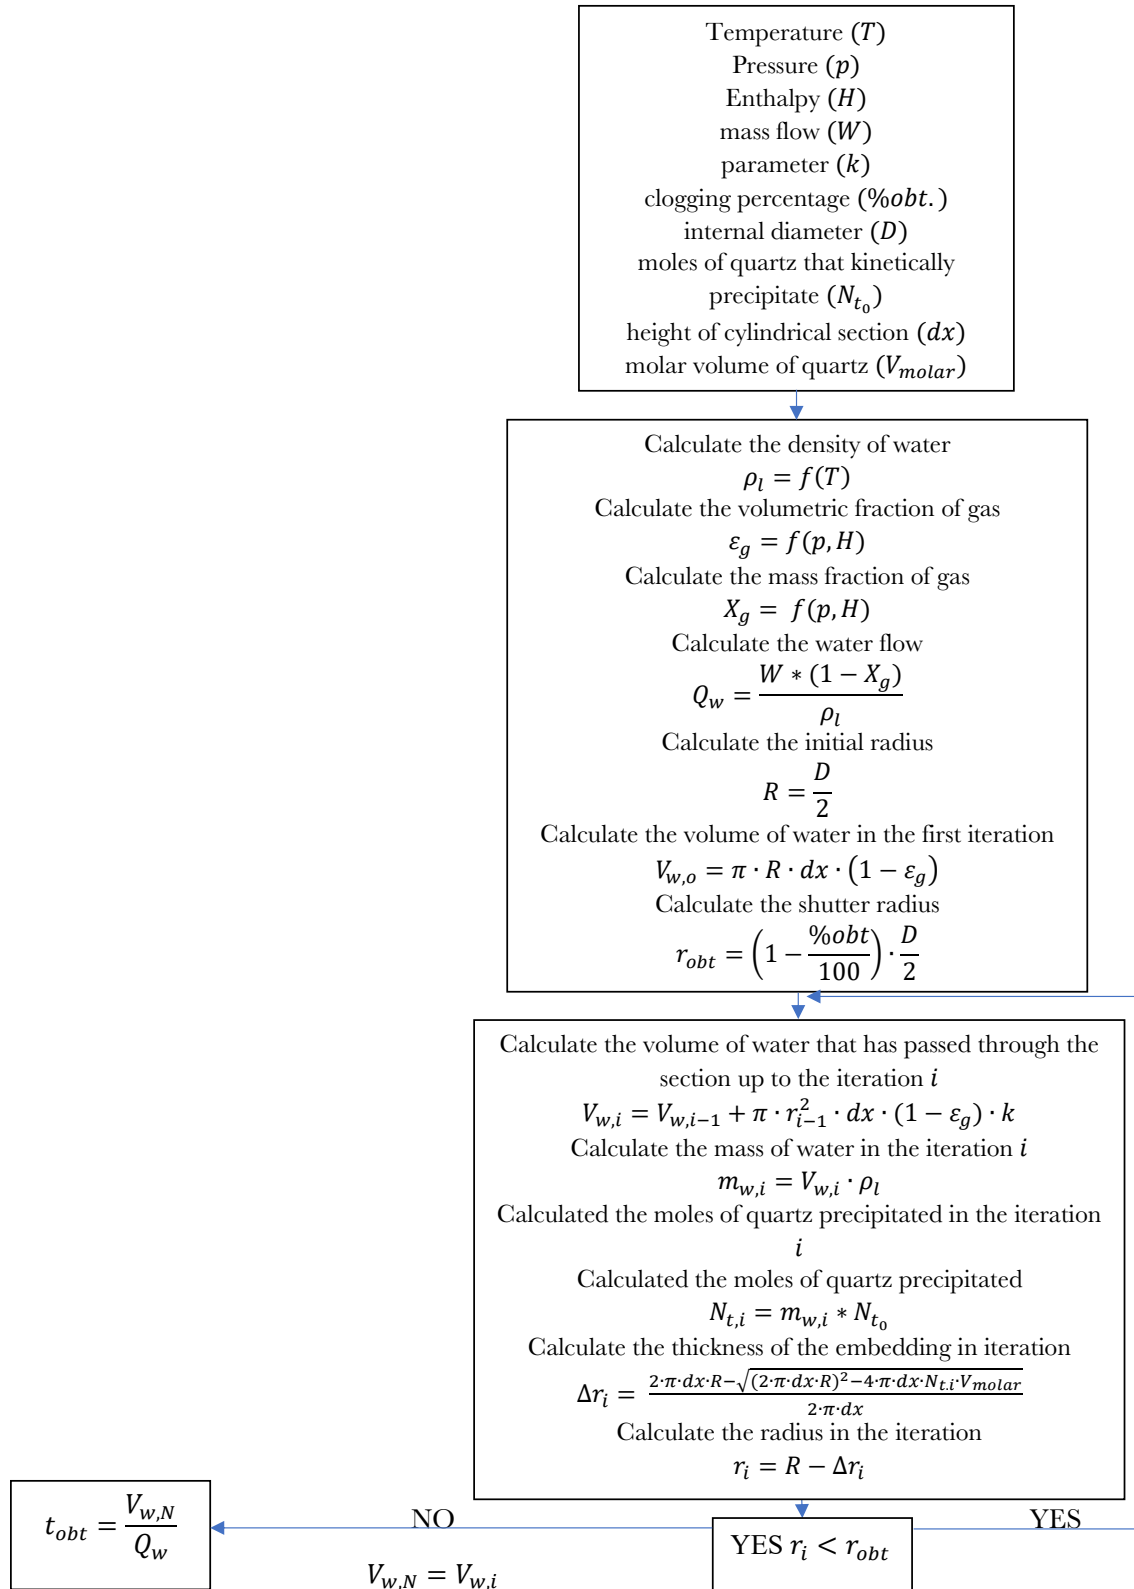 Temperature (T)
Pressure (p)
Enthalpy (H)
mass flow (W)
parameter (k)
clogging percentage (%obt.)
internal diameter (D)
moles of quartz that kinetically
precipitate (N_{t_0})
height of cylindrical section (dx)
molar volume of quartz (V_{molar})
Calculate the density of water
ρ_l = f(T)
Calculate the volumetric fraction of gas
ε_g = f(p, H)
Calculate the mass fraction of gas
X_g = f(p, H)
Calculate the water flow
Q_w = \frac{W * (1 − X_g)}{ρ_l}
Calculate the initial radius
R = \frac{D}{2}
Calculate the volume of water in the first iteration
V_{w,o} = π · R · dx · (1 − ε_g)
Calculate the shutter radius
r_{obt} = (1 − \frac{%obt}{100}) · \frac{D}{2}
Calculate the volume of water that has passed through the
section up to the iteration i
V_{w,i} = V_{w,i−1} + π · r_{i−1}^2 · dx · (1 − ε_g) · k
Calculate the mass of water in the iteration i
m_{w,i} = V_{w,i} · ρ_l
Calculated the moles of quartz precipitated in the iteration
i
Calculated the moles of quartz precipitated
N_{t,i} = m_{w,i} * N_{t_0}
Calculate the thickness of the embedding in iteration
Δr_i = \frac{2·π·dx·R−\sqrt{(2·π·dx·R)^2−4·π·dx·N_{t.i}·V_{molar}}}{2·π·dx}
Calculate the radius in the iteration
r_i = R − Δr_i
t_{obt} = \frac{V_{w,N}}{Q_w}
NO
V_{w,N} = V_{w,i}
YES r_i < r_{obt}
YES